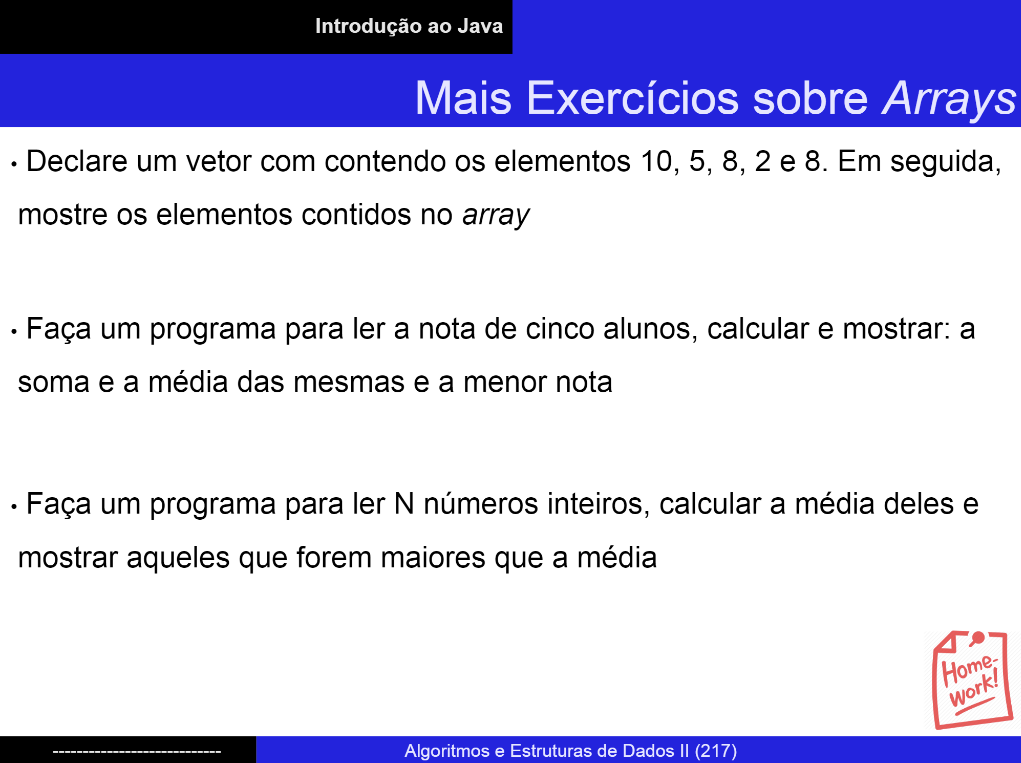 Introdução ao Java
Mais Exercícios sobre Arrays
• Declare um vetor com contendo os elementos 10, 5, 8, 2 e 8. Em seguida,
mostre os elementos contidos no array
• Faça um programa para ler a nota de cinco alunos, calcular e mostrar: a
soma e a média das mesmas e a menor nota
• Faça um programa para ler N números inteiros, calcular a média deles e
mostrar aqueles que forem maiores que a média
Home-
work!
----------------------------
Algoritmos e Estruturas de Dados II (217)